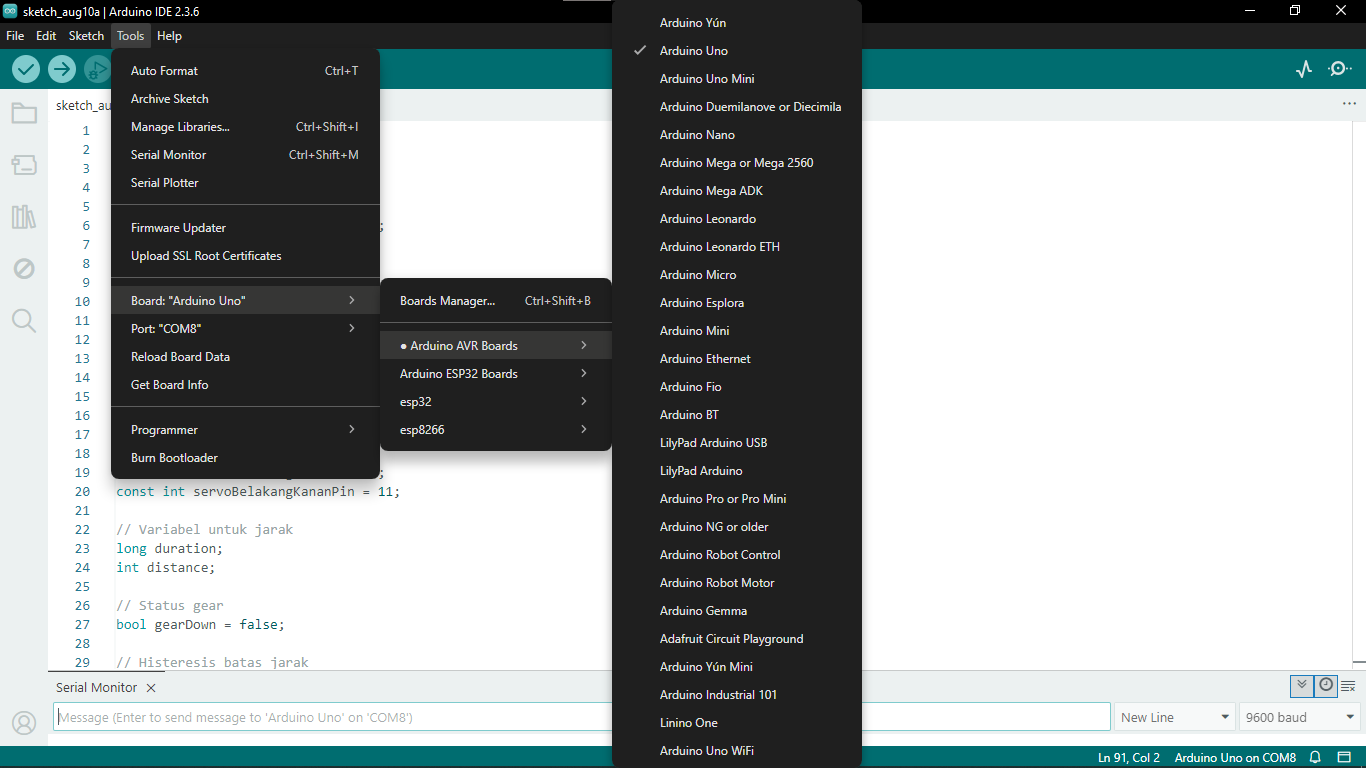 sketch_aug10a | Arduino IDE 2.3.6
File Edit Sketch Tools Help
sketch_au
Auto Format Ctrl+T
Archive Sketch
Manage Libraries... Ctrl+Shift+I
Serial Monitor Ctrl+Shift+M
Serial Plotter
Firmware Updater
Upload SSL Root Certificates
Board: "Arduino Uno"
Port: "COM8"
Reload Board Data
Get Board Info
Programmer
Burn Bootloader
Boards Manager... Ctrl+Shift+B
● Arduino AVR Boards
Arduino ESP32 Boards
esp32
esp8266
Arduino Yún
✓ Arduino Uno
Arduino Uno Mini
Arduino Duemilanove or Diecimila
Arduino Nano
Arduino Mega or Mega 2560
Arduino Mega ADK
Arduino Leonardo
Arduino Leonardo ETH
Arduino Micro
Arduino Esplora
Arduino Mini
Arduino Ethernet
Arduino Fio
Arduino BT
LilyPad Arduino USB
LilyPad Arduino
Arduino Pro or Pro Mini
Arduino NG or older
Arduino Robot Control
Arduino Robot Motor
Arduino Gemma
Adafruit Circuit Playground
Arduino Yún Mini
Arduino Industrial 101
Linino One
Arduino Uno WiFi
1
2
3
4
5
6 ;
7
8
9
10
11
12
13
14
15
16
17
18
19 ;
20 const int servoBelakangKananPin = 11;
21
22 // Variabel untuk jarak
23 long duration;
24 int distance;
25
26 // Status gear
27 bool gearDown = false;
28
29 // Histeresis batas jarak
Serial Monitor ×
Message (Enter to send message to 'Arduino Uno' on 'COM8')
New Line 9600 baud
Ln 91, Col 2 Arduino Uno on COM8